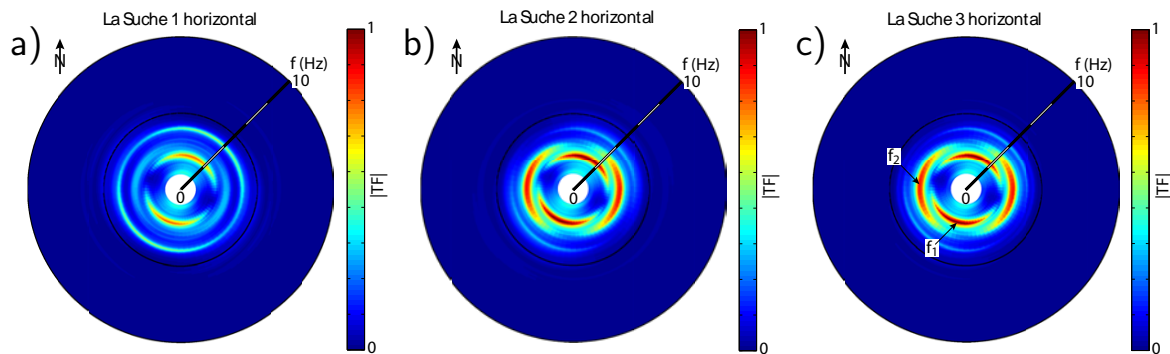 La Suche 1 horizontal
a)
N
f (Hz)
10
0
1
|TF|
0
La Suche 2 horizontal
b)
N
f (Hz)
10
0
1
|TF|
0
La Suche 3 horizontal
c)
N
f (Hz)
10
f₂
0
f₁
1
|TF|
0